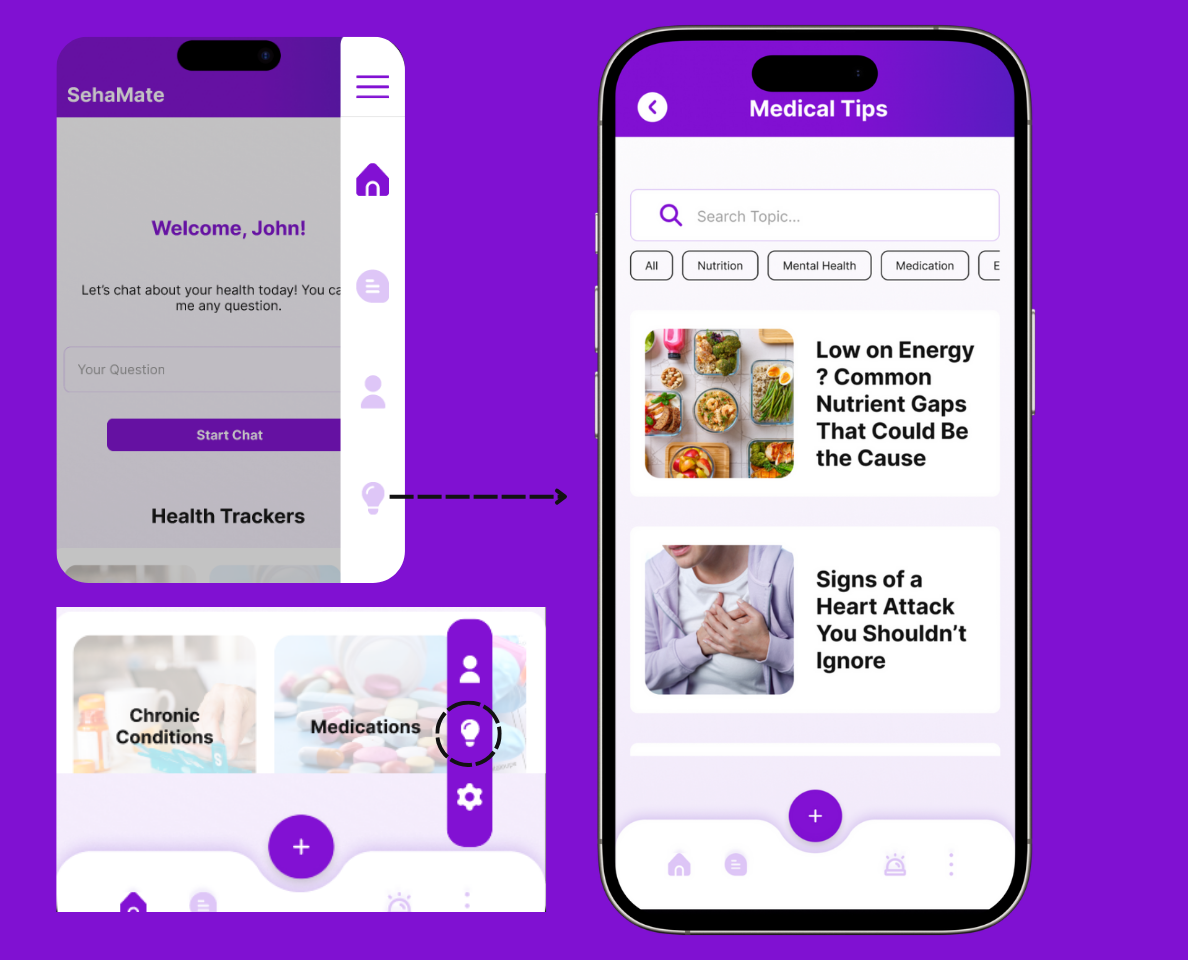 SehaMate
Welcome, John!
Let's chat about your health today! You ca
me any question.
Your Question
Start Chat
Health Trackers
Chronic
Conditions
Medications
+
Medical Tips
Search Topic...
All
Nutrition
Mental Health
Medication
E
Low on Energy
? Common
Nutrient Gaps
That Could Be
the Cause
Signs of a
Heart Attack
You Shouldn't
Ignore
+